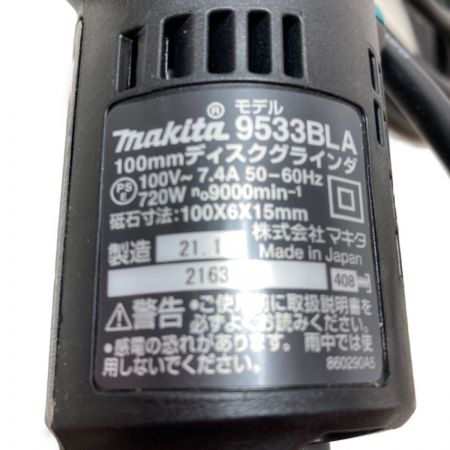 モデル
makita® 9533BLA
100mmディスクグラインダ
PS E 100V～ 7.4A 50−60Hz
720W n₀9000min⁻¹
砥石寸法:100X6X15mm
株式会社マキタ
製造 21.1 Made in Japan
2163 408
⚠警告 •ご使用前に取扱説明書を
必ずよくお読みください。
•感電の恐れがあります。雨中では使
用しないでください。 860290A5